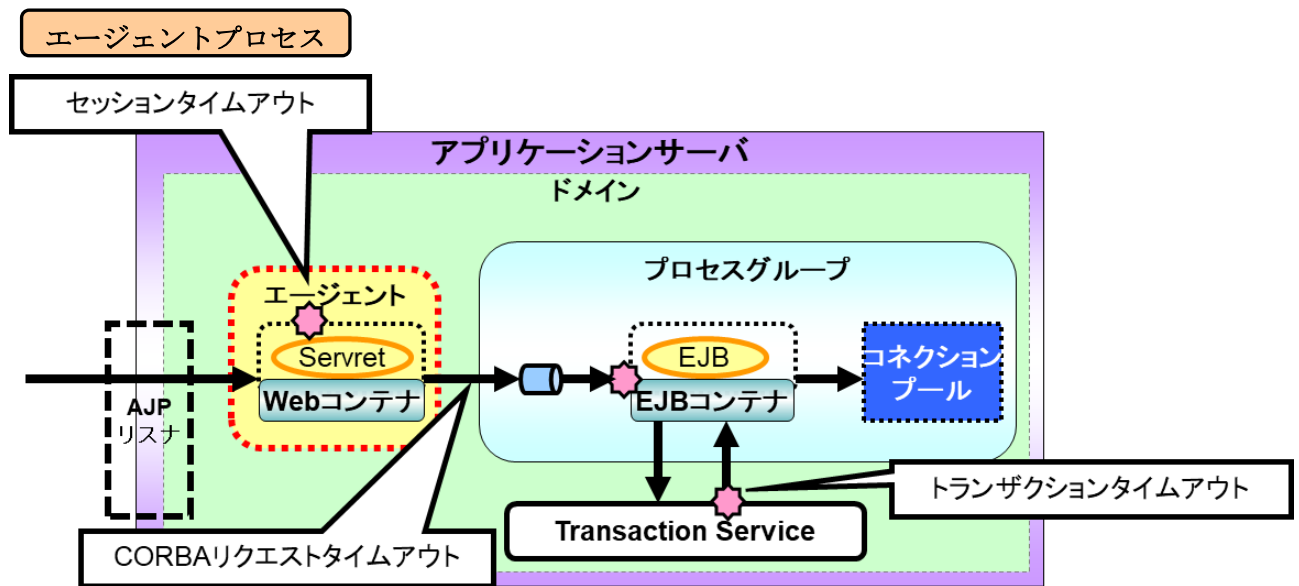 エージェントプロセス
セッションタイムアウト
アプリケーションサーバ
ドメイン
プロセスグループ
エージェント
Servret
EJB
コネクション
プール
Webコンテナ
EJBコンテナ
AJP
リスナ
トランザクションタイムアウト
Transaction Service
CORBAリクエストタイムアウト